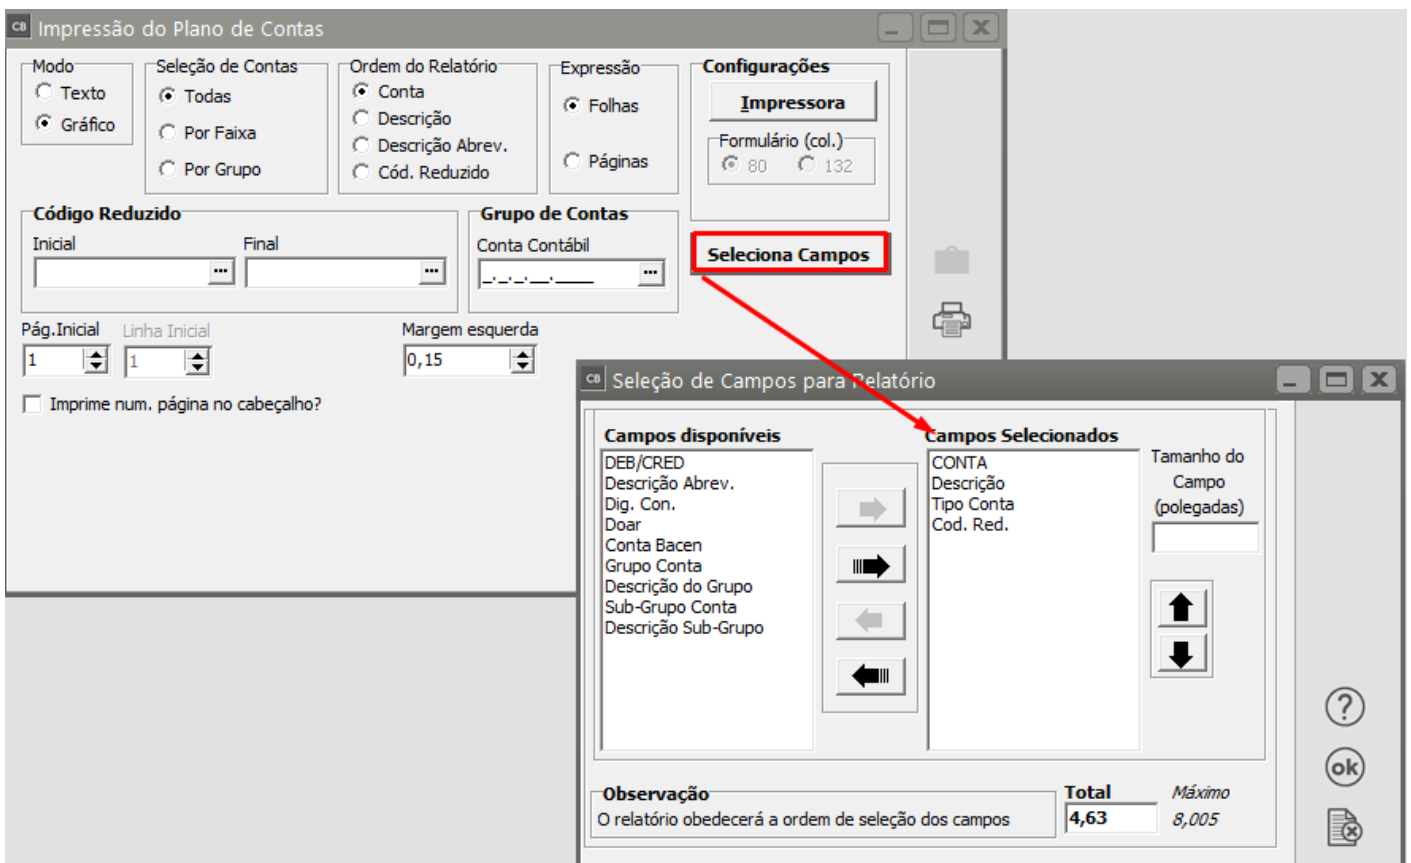 CB Impressão do Plano de Contas
Modo
Texto
Gráfico
Seleção de Contas
Todas
Por Faixa
Por Grupo
Ordem do Relatório
Conta
Descrição
Descrição Abrev.
Cód. Reduzido
Expressão
Folhas
Páginas
Configurações
Impressora
Formulário (col.)
80 132
Código Reduzido
Inicial Final
... ...
Grupo de Contas
Conta Contábil
_._._.__.____ ...
Seleciona Campos
Pág.Inicial Linha Inicial Margem esquerda
1 1 0,15
Imprime num. página no cabeçalho?
CB Seleção de Campos para Relatório
Campos disponíveis
DEB/CRED
Descrição Abrev.
Dig. Con.
Doar
Conta Bacen
Grupo Conta
Descrição do Grupo
Sub-Grupo Conta
Descrição Sub-Grupo
Campos Selecionados
CONTA
Descrição
Tipo Conta
Cod. Red.
Tamanho do
Campo
(polegadas)
?
ok
Observação
O relatório obedecerá a ordem de seleção dos campos
Total Máximo
4,63 8,005